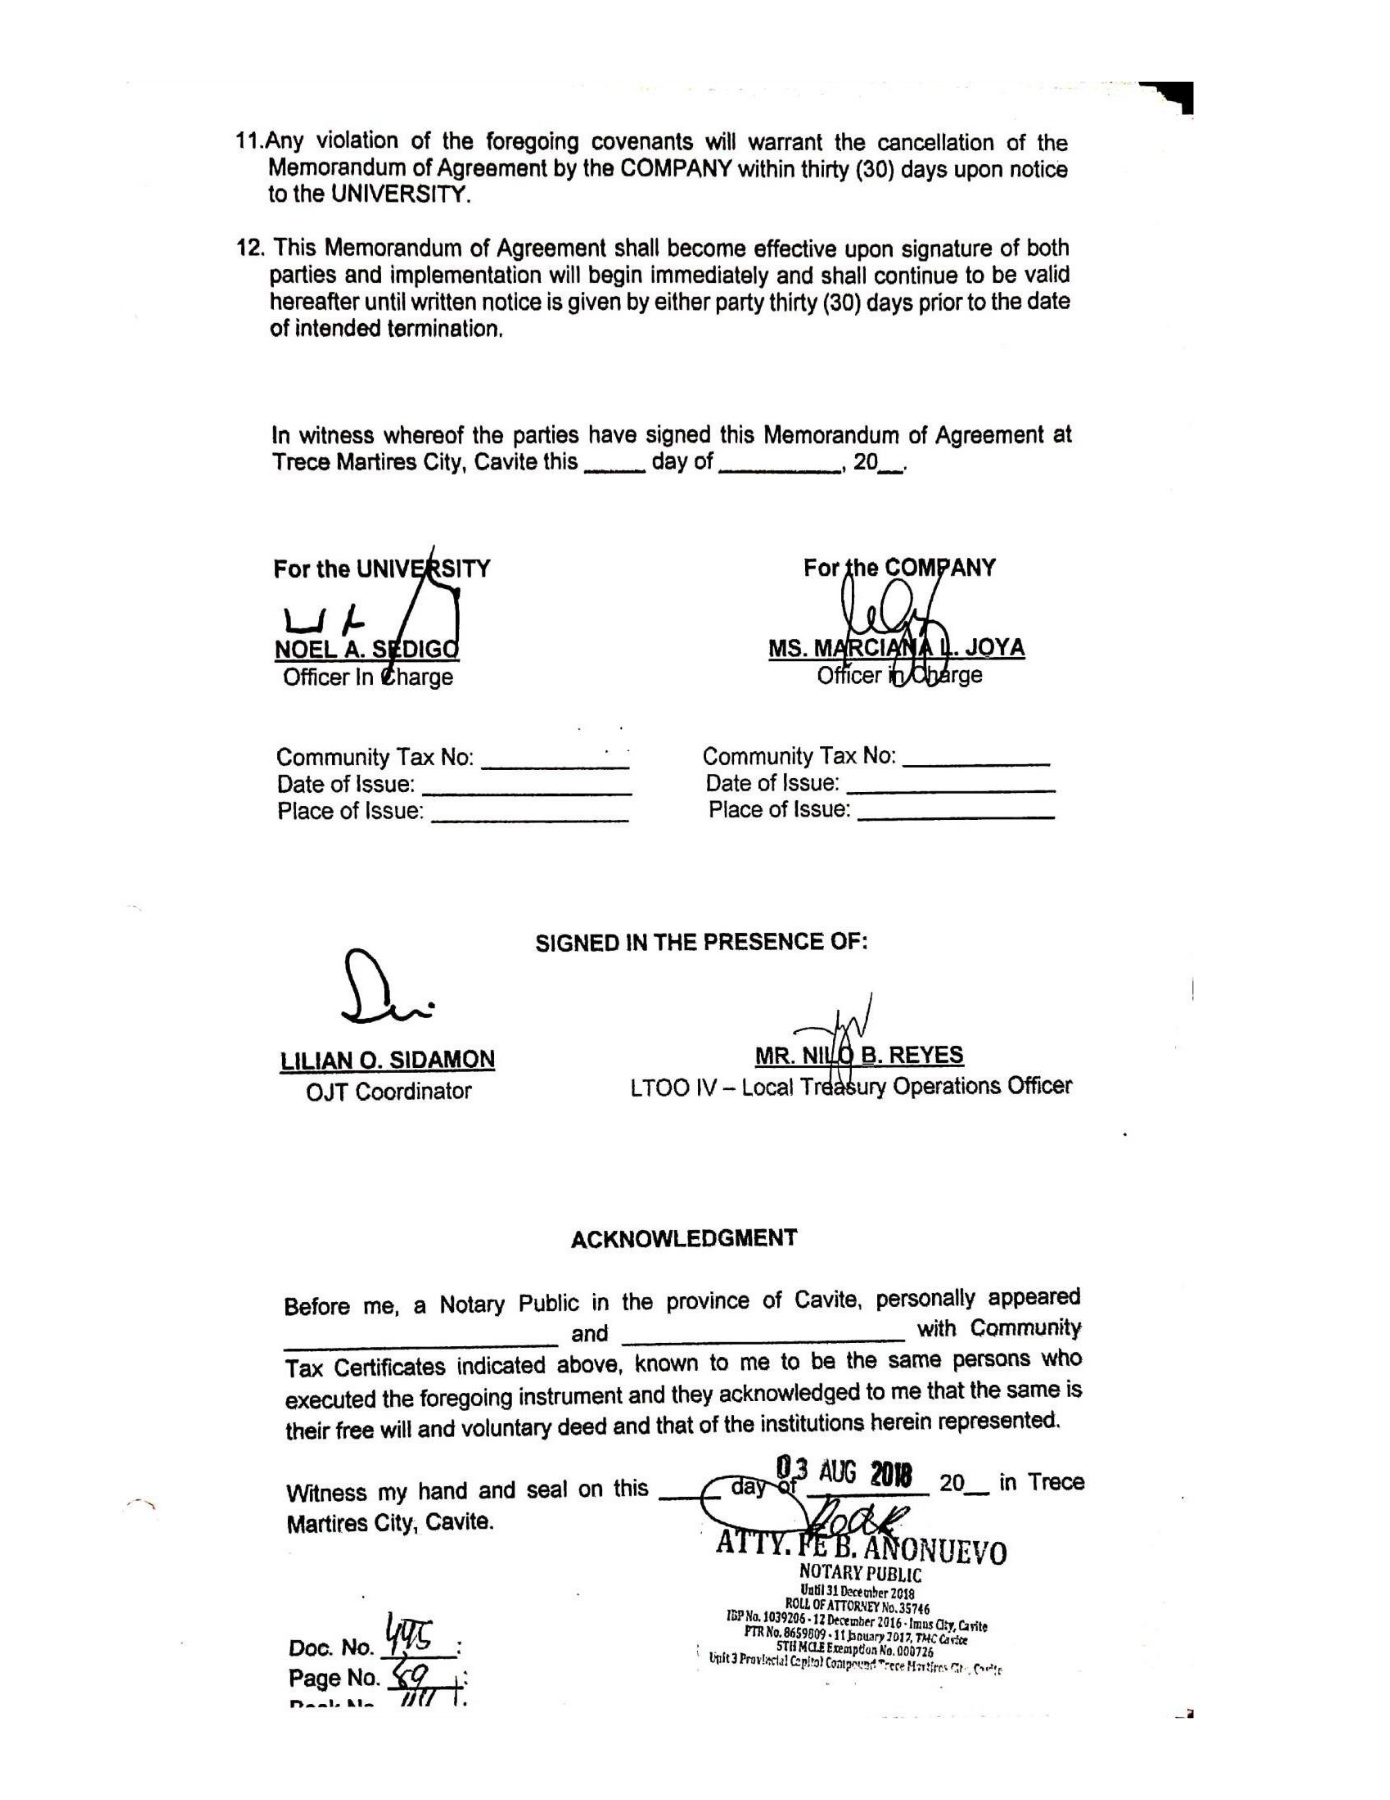 11.Any violation of the foregoing covenants will warrant the cancellation of the
Memorandum of Agreement by the COMPANY within thirty (30) days upon notice
to the UNIVERSITY.
12. This Memorandum of Agreement shall become effective upon signature of both
parties and implementation will begin immediately and shall continue to be valid
hereafter until written notice is given by either party thirty (30) days prior to the date
of intended termination.
In witness whereof the parties have signed this Memorandum of Agreement at
Trece Martires City, Cavite this _____ day of __________, 20__.
For the UNIVERSITY
NOEL A. SEDIGO
Officer In Charge
For the COMPANY
MS. MARCIANA L. JOYA
Officer in Charge
Community Tax No: ____________
Date of Issue: _________________
Place of Issue: ________________
Community Tax No: ____________
Date of Issue: _________________
Place of Issue: ________________
SIGNED IN THE PRESENCE OF:
LILIAN O. SIDAMON
OJT Coordinator
MR. NILO B. REYES
LTOO IV – Local Treasury Operations Officer
ACKNOWLEDGMENT
Before me, a Notary Public in the province of Cavite, personally appeared
______________________ and ______________________ with Community
Tax Certificates indicated above, known to me to be the same persons who
executed the foregoing instrument and they acknowledged to me that the same is
their free will and voluntary deed and that of the institutions herein represented.
03 AUG 2018
Witness my hand and seal on this _____ day of __________ 20__ in Trece
Martires City, Cavite.
ATTY. FE B. AÑONUEVO
NOTARY PUBLIC
Until 31 December 2018
ROLL OF ATTORNEY No. 35746
IBP No. 1039206 - 12 December 2016 - Imus City, Cavite
PTR No. 8659809 - 11 January 2017, TMC Cavite
5TH MCLE Exemption No. 000726
Unit 3 Provincial Capitol Compound Trece Martires City, Cavite
Doc. No. 495 :
Page No. 89 :